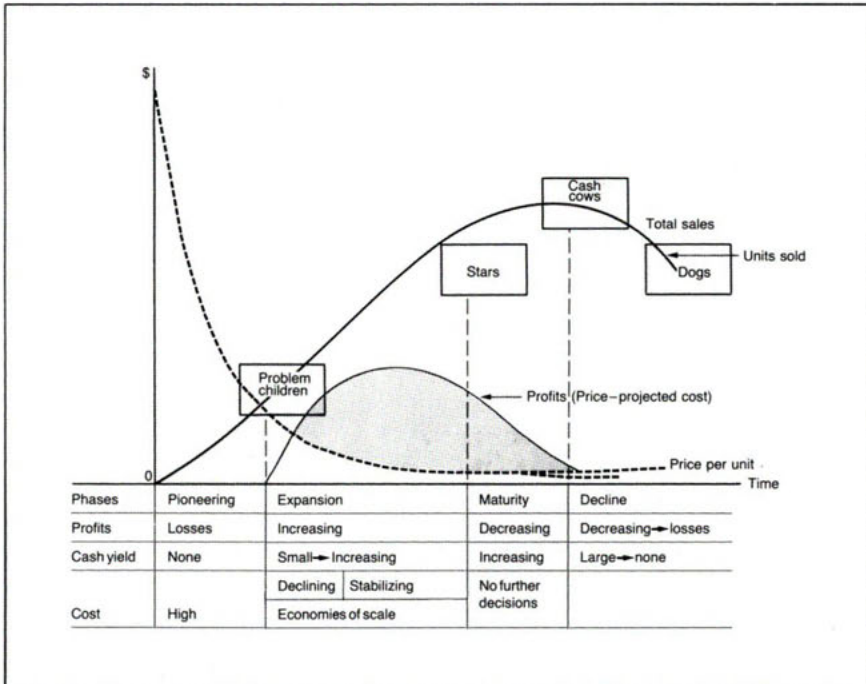 $
Cash
cows
Total sales
Units sold
Stars
Dogs
Problem
children
Profits (Price–projected cost)
Price per unit
0
Time
Phases Pioneering Expansion Maturity Decline
Profits Losses Increasing Decreasing Decreasing→losses
Cash yield None Small→Increasing Increasing Large→none
Declining Stabilizing No further
decisions
Cost High Economies of scale